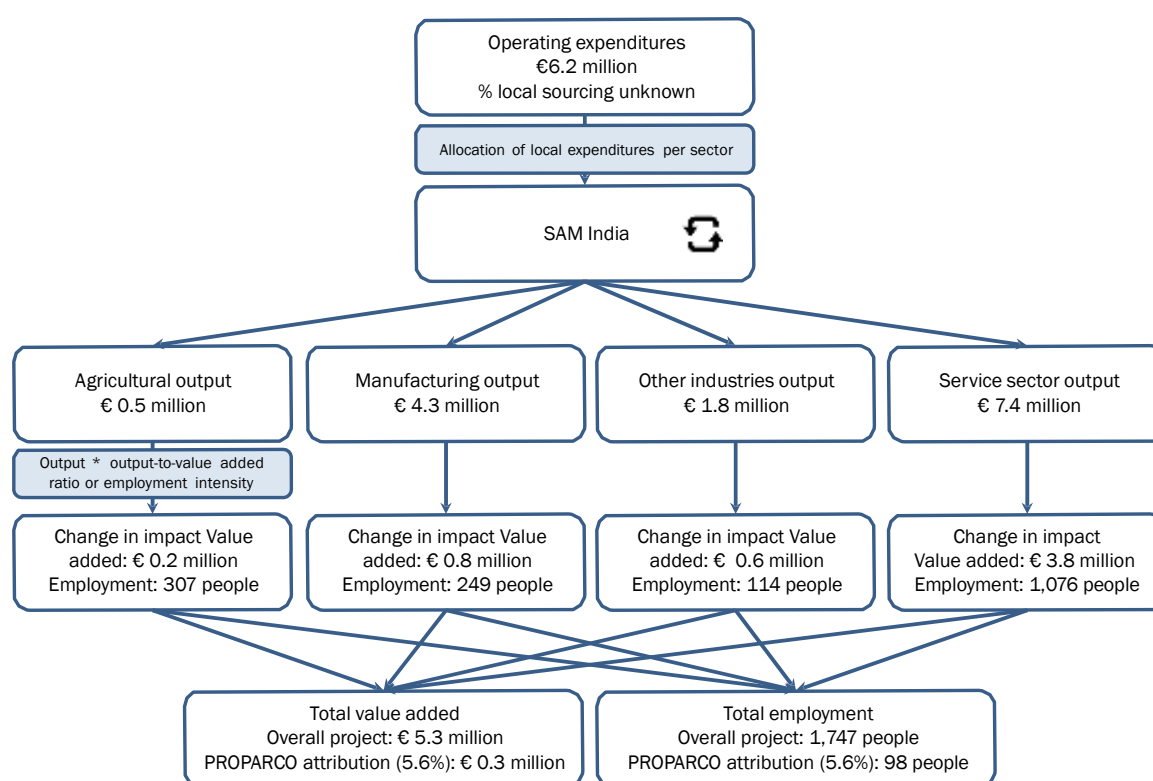 Operating expenditures
€6.2 million
% local sourcing unknown
Allocation of local expenditures per sector
SAM India
Agricultural output
€ 0.5 million
Manufacturing output
€ 4.3 million
Other industries output
€ 1.8 million
Service sector output
€ 7.4 million
Output * output-to-value added
ratio or employment intensity
Change in impact Value
added: € 0.2 million
Employment: 307 people
Change in impact Value
added: € 0.8 million
Employment: 249 people
Change in impact Value
added: € 0.6 million
Employment: 114 people
Change in impact
Value added: € 3.8 million
Employment: 1,076 people
Total value added
Overall project: € 5.3 million
PROPARCO attribution (5.6%): € 0.3 million
Total employment
Overall project: 1,747 people
PROPARCO attribution (5.6%): 98 people